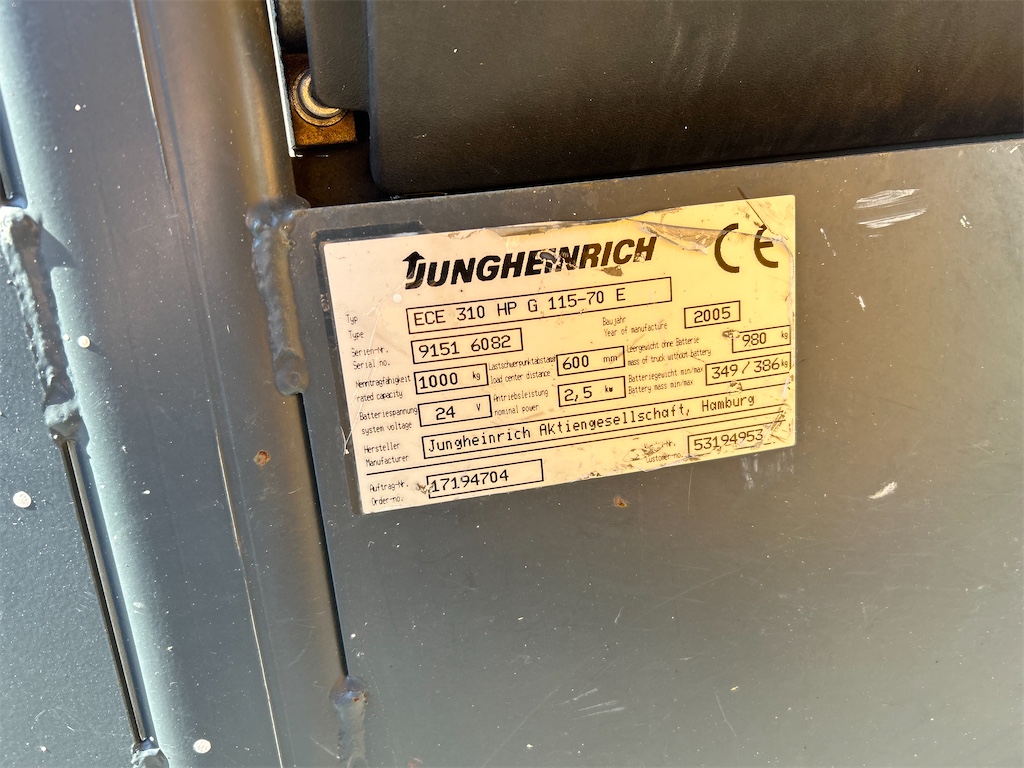 JUNGHEINRICH CE
Typ
Type
ECE 310 HP G 115-70 E
Serien-Nr.
Serial no.
9151 6082
Baujahr
Year of manufacture
2005
Nenntragfähigkeit
rated capacity
1000 kg
Lastschwerpunktabstand
load center distance
600 mm
Leergewicht ohne Batterie
mass of truck without battery
980 kg
Batteriespannung
system voltage
24 V
Antriebsleistung
nominal power
2,5 kW
Batteriegewicht min/max
Battery mass min/max
349/386 kg
Hersteller
Manufacturer
Jungheinrich AKtiengesellschaft, Hamburg
Auftrag-Nr.
Order-no.
17194704
Customer-no.
53194953